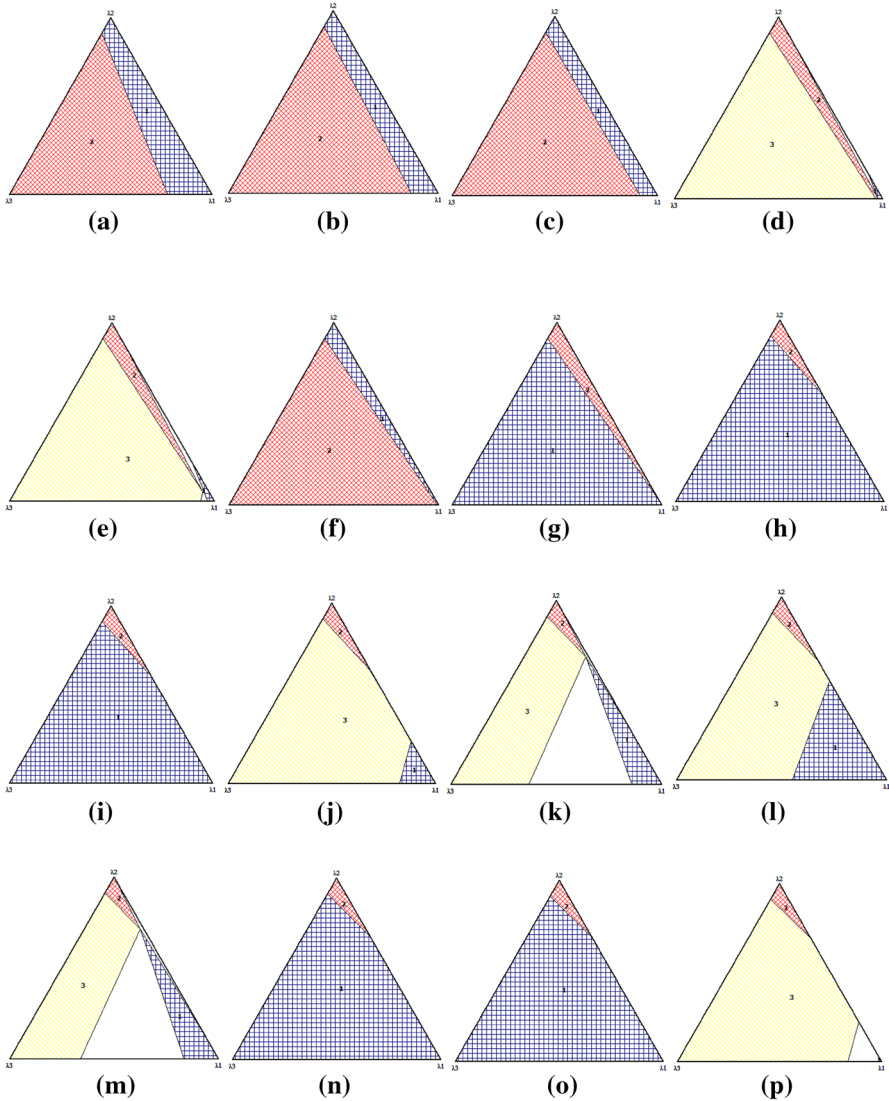 λ2 λ2 λ2 λ2
1 1 1 2
2 2 2 3 1
λ3 λ1 λ3 λ1 λ3 λ1 λ3 λ1
(a) (b) (c) (d)
λ2 λ2 λ2 λ2
2 1 2 2
3 2 1 1
1
λ3 λ1 λ3 λ1 λ3 λ1 λ3 λ1
(e) (f) (g) (h)
λ2 λ2 λ2 λ2
2 2 2 2
1 3 3 3
1 1 1
λ3 λ1 λ3 λ1 λ3 λ1 λ3 λ1
(i) (j) (k) (l)
λ2 λ2 λ2 λ2
2 2 2 2
3 1 1 3
1
λ3 λ1 λ3 λ1 λ3 λ1 λ3 λ1
(m) (n) (o) (p)